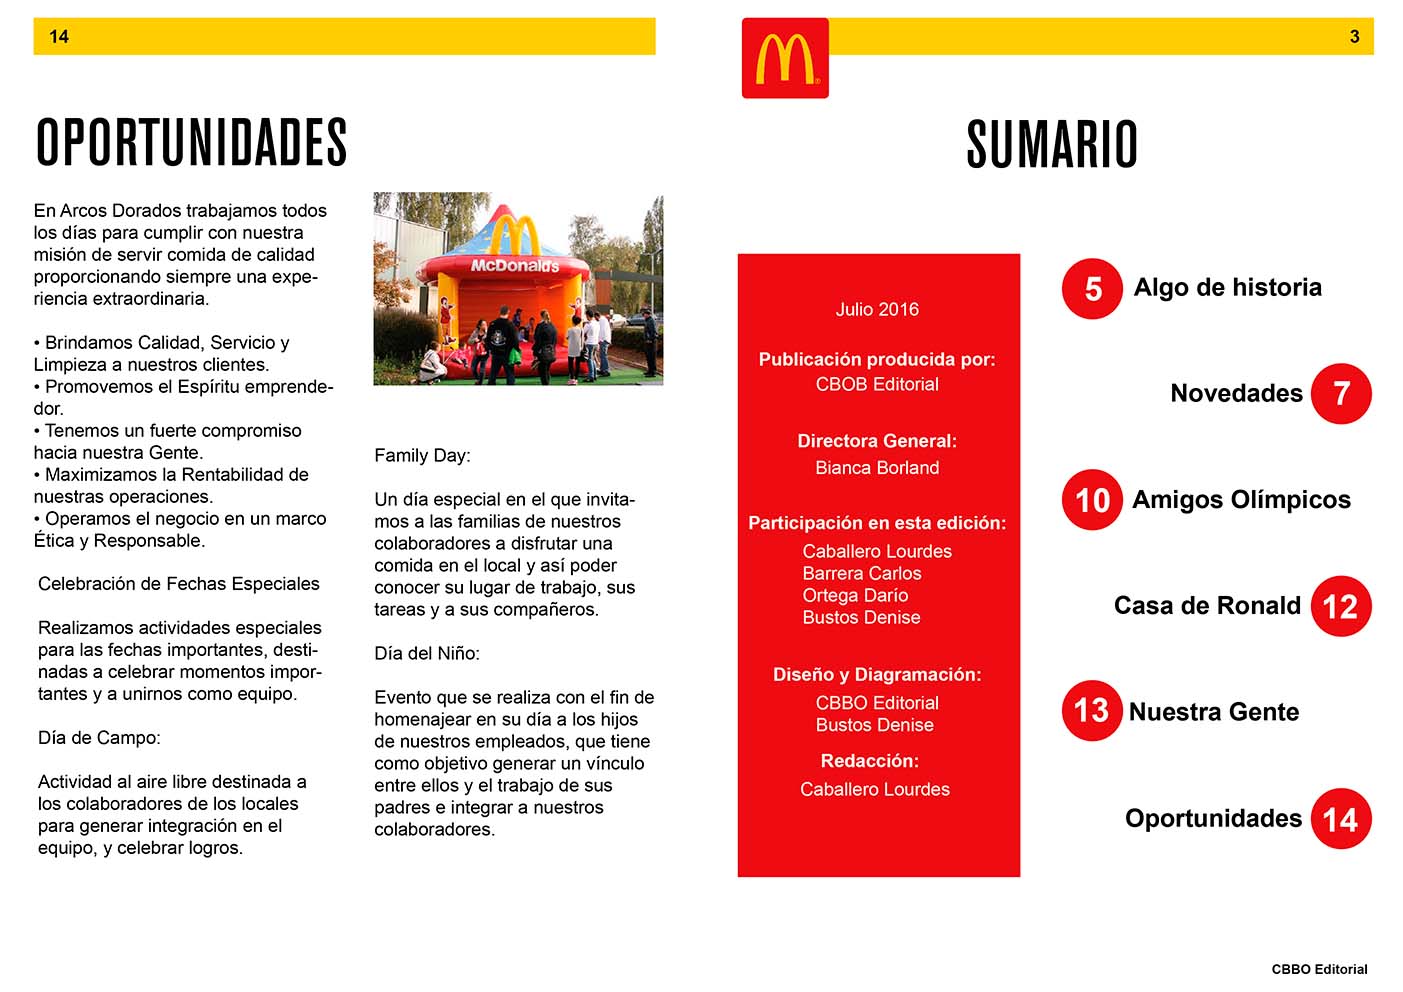 14
OPORTUNIDADES
En Arcos Dorados trabajamos todos
los días para cumplir con nuestra
misión de servir comida de calidad
proporcionando siempre una expe-
riencia extraordinaria.
• Brindamos Calidad, Servicio y
Limpieza a nuestros clientes.
• Promovemos el Espíritu emprende-
dor.
• Tenemos un fuerte compromiso
hacia nuestra Gente.
• Maximizamos la Rentabilidad de
nuestras operaciones.
• Operamos el negocio en un marco
Ética y Responsable.
Celebración de Fechas Especiales
Realizamos actividades especiales
para las fechas importantes, desti-
nadas a celebrar momentos impor-
tantes y a unirnos como equipo.
Día de Campo:
Actividad al aire libre destinada a
los colaboradores de los locales
para generar integración en el
equipo, y celebrar logros.
McDonald's
Family Day:
Un día especial en el que invita-
mos a las familias de nuestros
colaboradores a disfrutar una
comida en el local y así poder
conocer su lugar de trabajo, sus
tareas y a sus compañeros.
Día del Niño:
Evento que se realiza con el fin de
homenajear en su día a los hijos
de nuestros empleados, que tiene
como objetivo generar un vínculo
entre ellos y el trabajo de sus
padres e integrar a nuestros
colaboradores.
3
SUMARIO
Julio 2016
Publicación producida por:
CBOB Editorial
Directora General:
Bianca Borland
Participación en esta edición:
Caballero Lourdes
Barrera Carlos
Ortega Darío
Bustos Denise
Diseño y Diagramación:
CBBO Editorial
Bustos Denise
Redacción:
Caballero Lourdes
5 Algo de historia
Novedades 7
10 Amigos Olímpicos
Casa de Ronald 12
13 Nuestra Gente
Oportunidades 14
CBBO Editorial